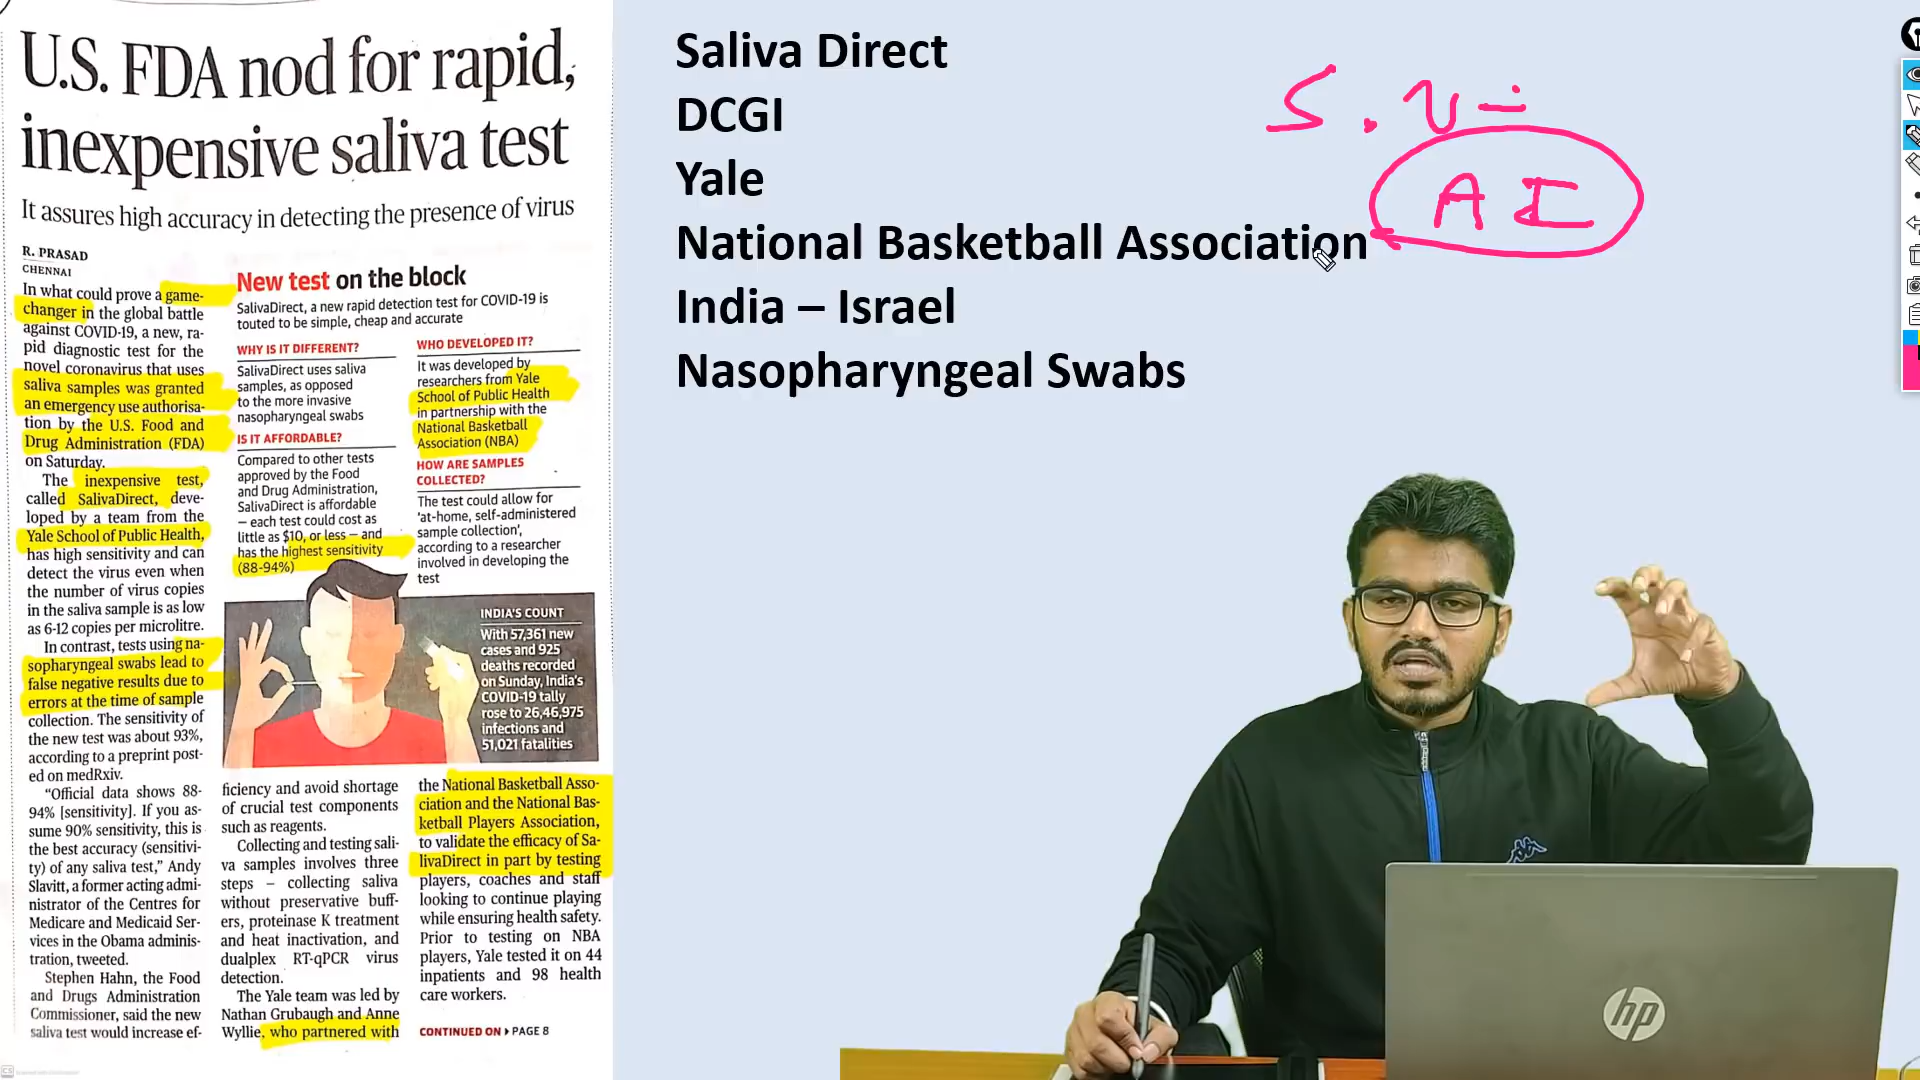 U.S. FDA nod for rapid,
inexpensive saliva test
It assures high accuracy in detecting the presence of virus
R. PRASAD
CHENNAI
In what could prove a game-
changer in the global battle
against COVID-19, a new, ra-
pid diagnostic test for the
novel coronavirus that uses
saliva samples was granted
an emergency use authorisa-
tion by the U.S. Food and
Drug Administration (FDA)
on Saturday.
The inexpensive test,
called SalivaDirect, deve-
loped by a team from the
Yale School of Public Health,
has high sensitivity and can
detect the virus even when
the number of virus copies
in the saliva sample is as low
as 6-12 copies per microlitre.
In contrast, tests using na-
sopharyngeal swabs lead to
false negative results due to
errors at the time of sample
collection. The sensitivity of
the new test was about 93%,
according to a preprint post-
ed on medRxiv.
“Official data shows 88-
94% [sensitivity]. If you as-
sume 90% sensitivity, this is
the best accuracy (sensitivi-
ty) of any saliva test,” Andy
Slavitt, a former acting admi-
nistrator of the Centres for
Medicare and Medicaid Ser-
vices in the Obama adminis-
tration, tweeted.
Stephen Hahn, the Food
and Drugs Administration
Commissioner, said the new
saliva test would increase ef-
New test on the block
SalivaDirect, a new rapid detection test for COVID-19 is
touted to be simple, cheap and accurate
WHY IS IT DIFFERENT?
SalivaDirect uses saliva
samples, as opposed
to the more invasive
nasopharyngeal swabs
IS IT AFFORDABLE?
Compared to other tests
approved by the Food
and Drug Administration,
SalivaDirect is affordable
– each test could cost as
little as $10, or less – and
has the highest sensitivity
(88-94%)
WHO DEVELOPED IT?
It was developed by
researchers from Yale
School of Public Health
in partnership with the
National Basketball
Association (NBA)
HOW ARE SAMPLES
COLLECTED?
The test could allow for
'at-home, self-administered
sample collection',
according to a researcher
involved in developing the
test
INDIA'S COUNT
With 57,361 new
cases and 925
deaths recorded
on Sunday, India's
COVID-19 tally
rose to 26,46,975
infections and
51,021 fatalities
ficiency and avoid shortage
of crucial test components
such as reagents.
Collecting and testing sali-
va samples involves three
steps – collecting saliva
without preservative buff-
ers, proteinase K treatment
and heat inactivation, and
dualplex RT-qPCR virus
detection.
The Yale team was led by
Nathan Grubaugh and Anne
Wyllie, who partnered with
the National Basketball Asso-
ciation and the National Bas-
ketball Players Association,
to validate the efficacy of Sa-
livaDirect in part by testing
players, coaches and staff
looking to continue playing
while ensuring health safety.
Prior to testing on NBA
players, Yale tested it on 44
inpatients and 98 health
care workers.
CONTINUED ON PAGE 8
Saliva Direct
DCGI
Yale
National Basketball Association
India – Israel
Nasopharyngeal Swabs
S. V
AI
hp